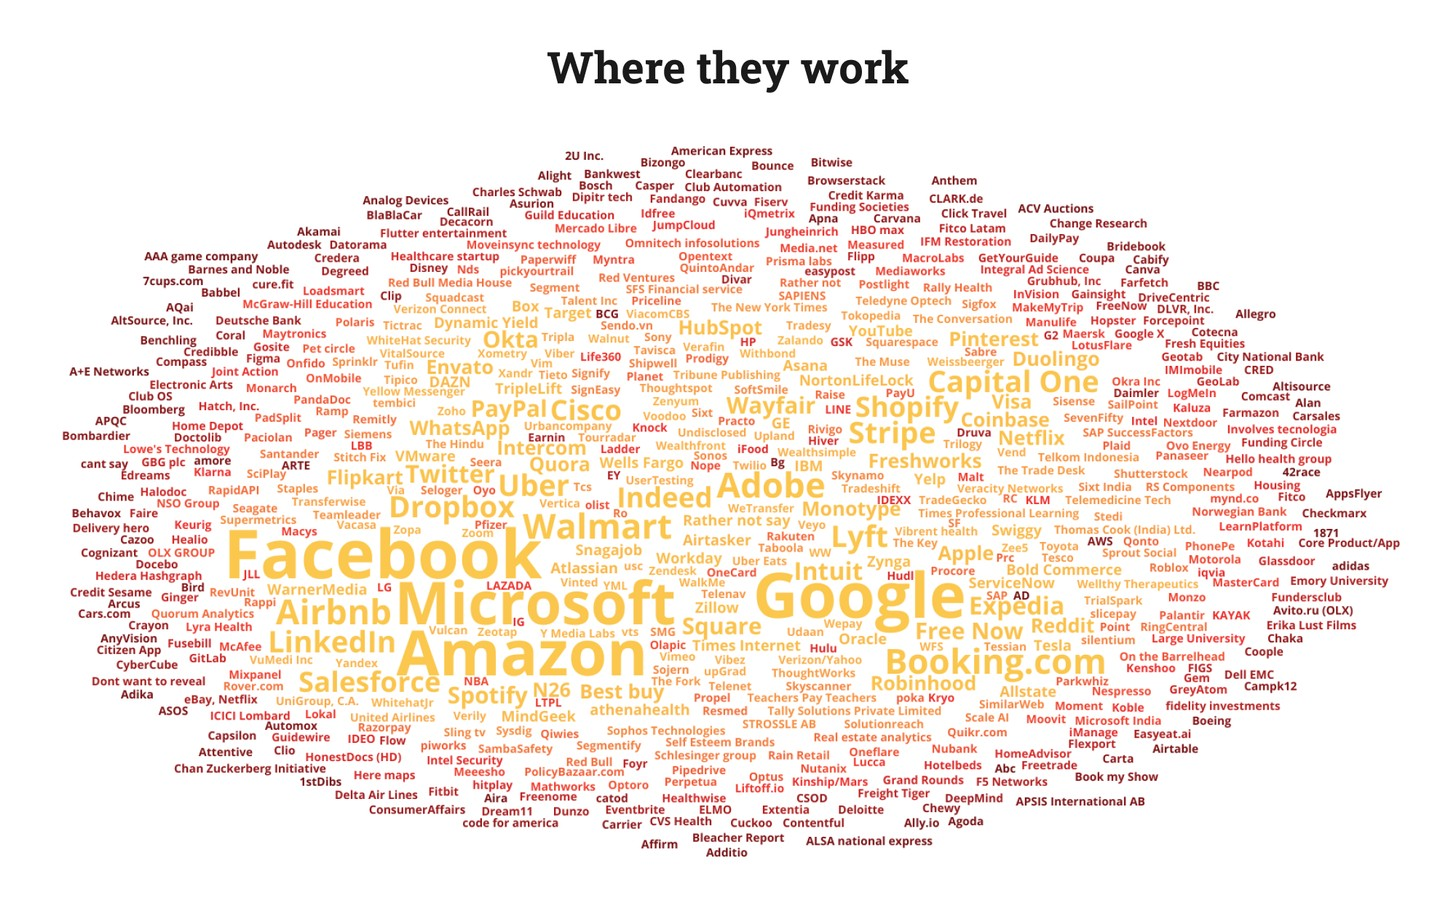 Where they work
American Express
2U Inc. Bizongo Bounce Bitwise
Alight Bankwest Clearbanc
Charles Schwab Bosch Casper Club Automation Browserstack Anthem
Analog Devices Asurion Dipitr tech Fandango Cuvva Fiserv Credit Karma CLARK.de
BlaBlaCar CallRail Guild Education Idfree iQmetrix Funding Societies Click Travel ACV Auctions
Decacorn Apna Carvana
Akamai Flutter entertainment Mercado Libre JumpCloud Jungheinrich HBO max Fitco Latam Change Research
Autodesk Datorama Moveinsync technology Omnitech infosolutions Media.net Measured IFM Restoration DailyPay Bridebook
AAA game company Credera Healthcare startup Paperwiff Myntra Opentext Prisma labs Flipp MacroLabs GetYourGuide Coupa Cabify
Barnes and Noble Degreed Disney Nds pickyourtrail QuintoAndar easypost Mediaworks Integral Ad Science Canva
7cups.com cure.fit Red Bull Media House Segment Red Ventures Divar Rather not Postlight Rally Health Grubhub, Inc Farfetch BBC
Babbel Loadsmart Clip Squadcast SFS Financial service SAPIENS InVision Gainsight DriveCentric
AQai McGraw-Hill Education Verizon Connect Box Talent Inc Priceline The New York Times Teledyne Optech Sigfox MakeMyTrip FreeNow DLVR, Inc.
AltSource, Inc. Deutsche Bank Polaris Tictrac Dynamic Yield Target BCG ViacomCBS Tokopedia The Conversation Manulife Hopster Forcepoint Allegro
Benchling Coral Maytronics WhiteHat Security Okta Tripla Sendo.vn Walnut Sony HubSpot Tradesy YouTube Pinterest G2 Maersk Google X Cotecna
Credibble Gosite Pet circle VitalSource Xometry Viber Life360 Tavisca Verafin HP Zalando GSK Squarespace LotusFlare Fresh Equities
Compass Figma Onfido Sprinklr Tufin Envato Vim Shipwell Prodigy Withbond Asana The Muse Weissbeerger Sabre Duolingo Geotab City National Bank
A+E Networks Joint Action OnMobile Tipico DAZN Xandr Tieto Signify Planet Tribune Publishing NortonLifeLock Capital One Okra Inc IMImobile CRED
Electronic Arts Monarch Yellow Messenger TripleLift SignEasy Thoughtspot SoftSmile Raise PayU Daimler GeoLab Altisource
Club OS PandaDoc tembici PayPal Cisco Zenyum Wayfair LINE Shopify Visa Sisense SailPoint LogMeIn Comcast Alan
Bloomberg Hatch, Inc. PadSplit Ramp Zoho Voodoo Sixt Practo GE Coinbase SevenFifty Intel Kaluza Farmazon Carsales
APQC Home Depot Remitly WhatsApp Urbancompany Knock Undisclosed Upland Rivigo Stripe Druva Netflix SAP SuccessFactors Nextdoor Involves tecnologia
Bombardier Doctolib Paciolan Pager Siemens The Hindu Earnin Tourradar Wealthfront Hiver Trilogy Ovo Energy Plaid Funding Circle
Lowe's Technology Santander LBB VMware Intercom Ladder Sonos iFood Wealthsimple Vend Telkom Indonesia Panaseer Hello health group
cant say GBG plc amore ARTE Stitch Fix Seera Quora Wells Fargo Nope Twilio Bg IBM Freshworks The Trade Desk Shutterstock Nearpod 42race
Edreams Klarna SciPlay Flipkart Twitter Uber EY UserTesting Adobe Skynamo Yelp Malt Veracity Networks Sixt India RS Components Housing AppsFlyer
Chime Halodoc RapidAPI Staples Via Seloger Oyo Tcs Indeed Tradeshift IDEXX TradeGecko RC KLM Telemedicine Tech mynd.co Fitco
Behavox Faire NSO Group Seagate Transferwise Dropbox Vertica olist WeTransfer Monotype Times Professional Learning Stedi Norwegian Bank Checkmarx
Delivery hero Keurig Supermetrics Teamleader Vacasa Zopa Pfizer Walmart Ro Rather not say Veyo Lyft SF Swiggy Thomas Cook (India) Ltd. LearnPlatform 1871
Cazoo Healio Macys Facebook Zoom Airtasker Rakuten Vibrent health The Key Zee5 Toyota AWS Qonto PhonePe Kotahi Core Product/App
Cognizant OLX GROUP Snagajob Workday Taboola WW Zynga Apple Prc Tesco Sprout Social Motorola Glassdoor
Docebo Atlassian usc Uber Eats Intuit Bold Commerce Roblox adidas
Hedera Hashgraph JLL Zendesk OneCard Google Hudl Procore iqvia Emory University
Credit Sesame Bird RevUnit WarnerMedia LG Microsoft LAZADA Vinted YML WalkMe Telenav ServiceNow Wellthy Therapeutics MasterCard
Arcus Ginger Rappi Airbnb Zillow SAP AD Expedia TrialSpark Monzo Fundersclub
Cars.com Quorum Analytics IG Square Wepay slicepay Palantir KAYAK Avito.ru (OLX)
Crayon Lyra Health Vulcan Zeotap Y Media Labs vts SMG Udaan Oracle Free Now Reddit Point RingCentral Erika Lust Films
AnyVision Fusebill McAfee LinkedIn Amazon Olapic Times Internet Hulu WFS Tessian Tesla silentium Large University Chaka
Citizen App GitLab VuMedi Inc Yandex Vimeo Vibez Verizon/Yahoo Booking.com On the Barrelhead Coople
CyberCube Mixpanel Salesforce Sojern upGrad ThoughtWorks Kenshoo FIGS
Dont want to reveal Rover.com NBA The Fork Telenet Skyscanner Robinhood Parkwhiz Gem Dell EMC
Adika eBay, Netflix UniGroup, C.A. WhitehatJr Spotify N26 Best buy Propel Teachers Pay Teachers poka Kryo Allstate Nespresso GreyAtom Campk12
ASOS ICICI Lombard Lokal United Airlines Verily LTPL MindGeek athenahealth Resmed Tally Solutions Private Limited SimilarWeb Moment Koble fidelity investments
Automox Razorpay STROSSLE AB Solutionreach Scale AI Moovit Microsoft India Boeing
Capsilon Guidewire IDEO Flow Sling tv Sysdig Qiwies Sophos Technologies Real estate analytics Quikr.com iManage Easyeat.ai
Attentive Clio piworks SambaSafety Segmentify Self Esteem Brands Oneflare Nubank Flexport Airtable
HonestDocs (HD) Intel Security Red Bull Foyr Schlesinger group Rain Retail Lucca HomeAdvisor Carta
Chan Zuckerberg Initiative Here maps Meeesho PolicyBazaar.com Pipedrive Optus Nutanix Hotelbeds Abc Freetrade Book my Show
1stDibs hitplay Mathworks Optoro Perpetua Liftoff.io Kinship/Mars Grand Rounds F5 Networks
Delta Air Lines Fitbit Aira Freenome catod Healthwise CSOD Freight Tiger DeepMind APSIS International AB
ConsumerAffairs Dream11 Dunzo Eventbrite ELMO Extentia Deloitte Chewy
code for america Carrier CVS Health Cuckoo Contentful Ally.io Agoda
Affirm Bleacher Report ALSA national express
Additio